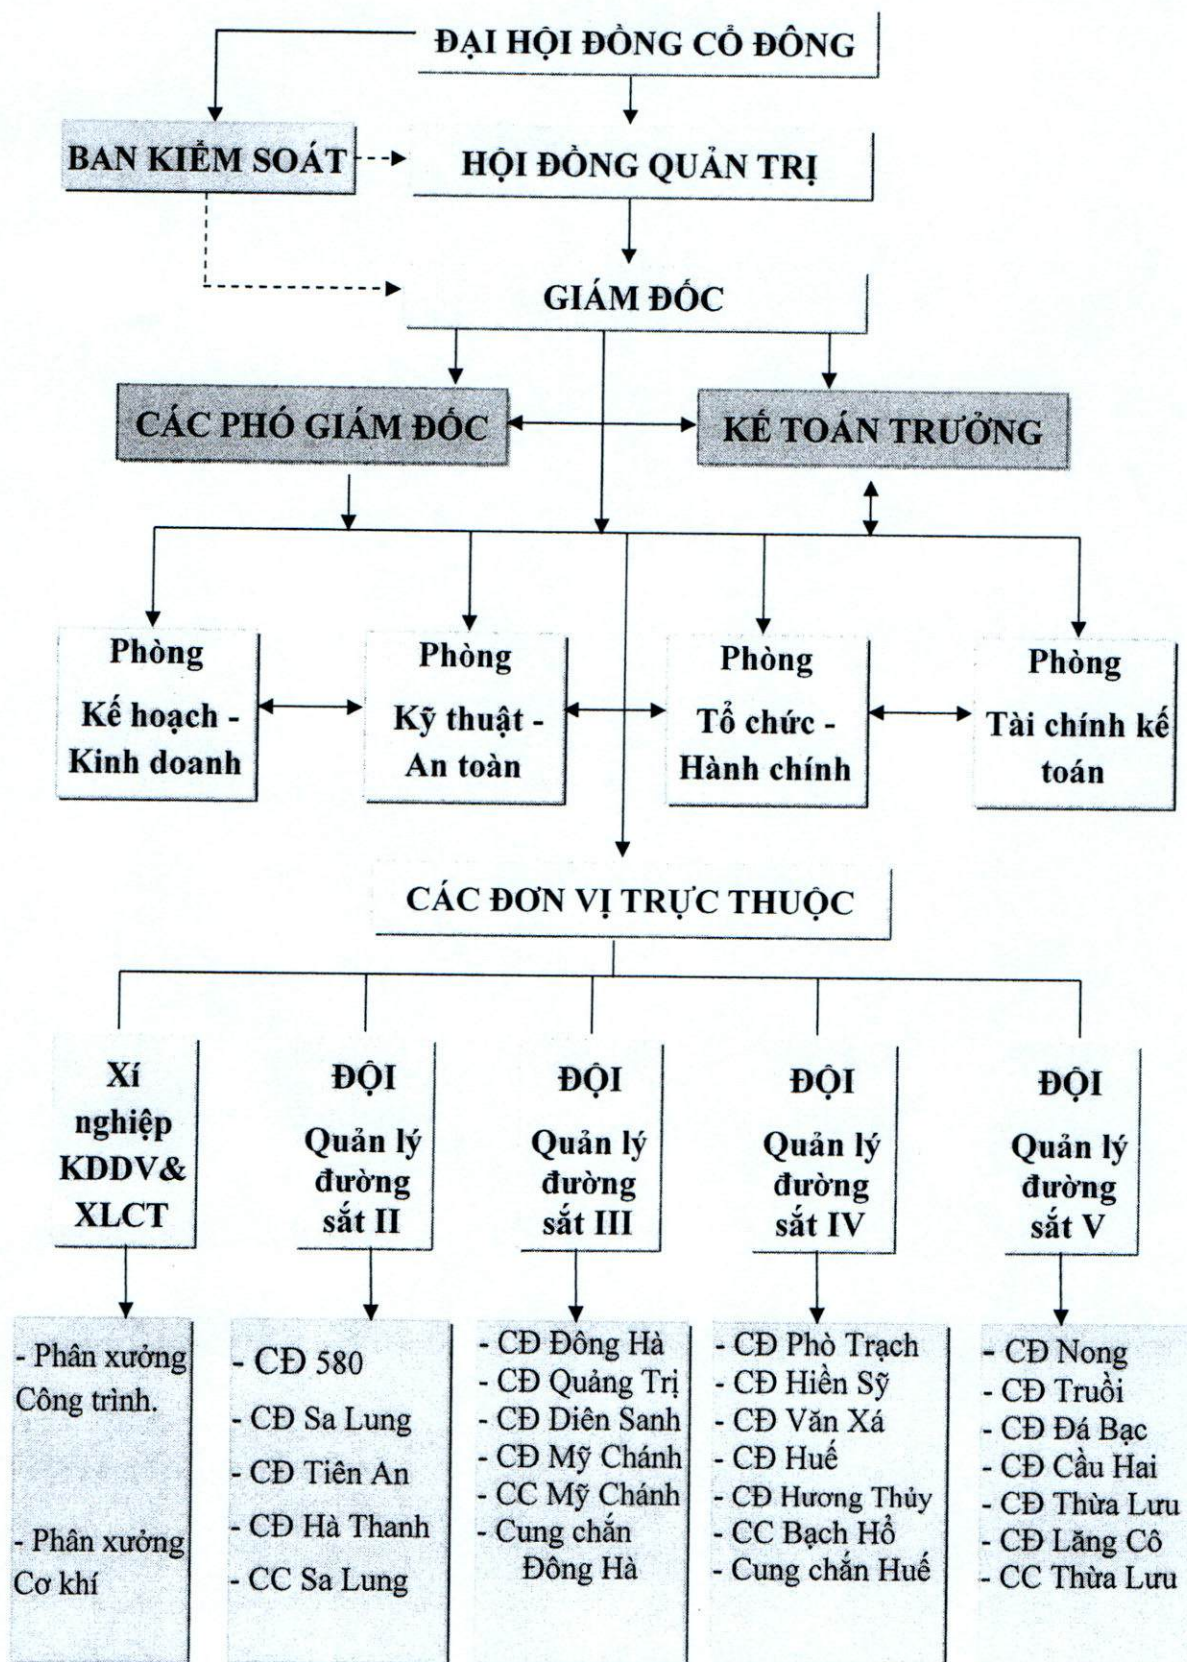 ĐẠI HỘI ĐỒNG CỔ ĐÔNG
BAN KIỂM SOÁT
HỘI ĐỒNG QUẢN TRỊ
GIÁM ĐỐC
CÁC PHÓ GIÁM ĐỐC
KẾ TOÁN TRƯỞNG
Phòng
Kế hoạch -
Kinh doanh
Phòng
Kỹ thuật -
An toàn
Phòng
Tổ chức -
Hành chính
Phòng
Tài chính kế
toán
CÁC ĐƠN VỊ TRỰC THUỘC
Xí
nghiệp
KDDV&
XLCT
ĐỘI
Quản lý
đường
sắt II
ĐỘI
Quản lý
đường
sắt III
ĐỘI
Quản lý
đường
sắt IV
ĐỘI
Quản lý
đường
sắt V
- Phân xưởng
Công trình.
- Phân xưởng
Cơ khí
- CĐ 580
- CĐ Sa Lung
- CĐ Tiên An
- CĐ Hà Thanh
- CC Sa Lung
- CĐ Đông Hà
- CĐ Quảng Trị
- CĐ Diên Sanh
- CĐ Mỹ Chánh
- CC Mỹ Chánh
- Cung chắn
Đông Hà
- CĐ Phò Trạch
- CĐ Hiền Sỹ
- CĐ Văn Xá
- CĐ Huế
- CĐ Hương Thủy
- CC Bạch Hổ
- Cung chắn Huế
- CĐ Nong
- CĐ Truồi
- CĐ Đá Bạc
- CĐ Cầu Hai
- CĐ Thừa Lưu
- CĐ Lăng Cô
- CC Thừa Lưu